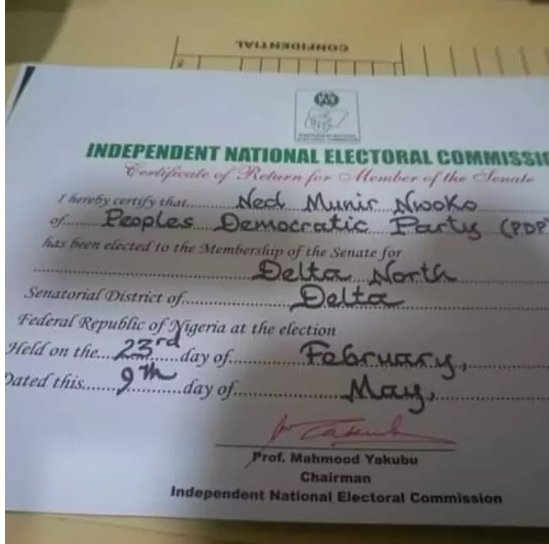 CONFIDENTIAL
INDEPENDENT NATIONAL ELECTORAL COMMISSIO
Certificate of Return for Member of the Senate
I hereby certify that Ned Munir Nwoko
of Peoples Democratic Party (PDP
has been elected to the Membership of the Senate for
Delta North
Senatorial District of Delta
Federal Republic of Nigeria at the election
Held on the 23rd day of February,
Dated this 9th day of May,
Prof. Mahmood Yakubu
Chairman
Independent National Electoral Commission